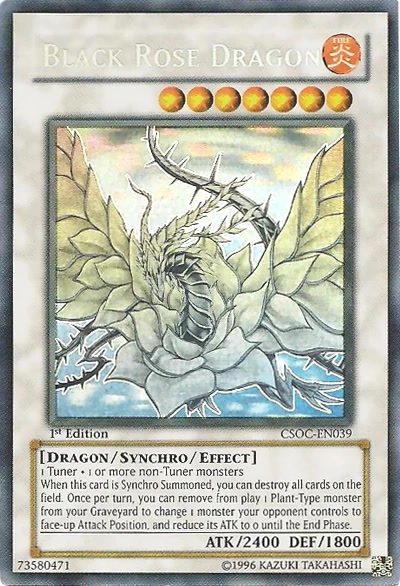 BLACK ROSE DRAGON
FIRE
炎
1st Edition
CSOC-EN039
[DRAGON/SYNCHRO/EFFECT]
1 Tuner + 1 or more non-Tuner monsters
When this card is Synchro Summoned, you can destroy all cards on the
field. Once per turn, you can remove from play 1 Plant-Type monster
from your Graveyard to change 1 monster your opponent controls to
face-up Attack Position, and reduce its ATK to 0 until the End Phase.
ATK/2400 DEF/1800
73580471
©1996 KAZUKI TAKAHASHI